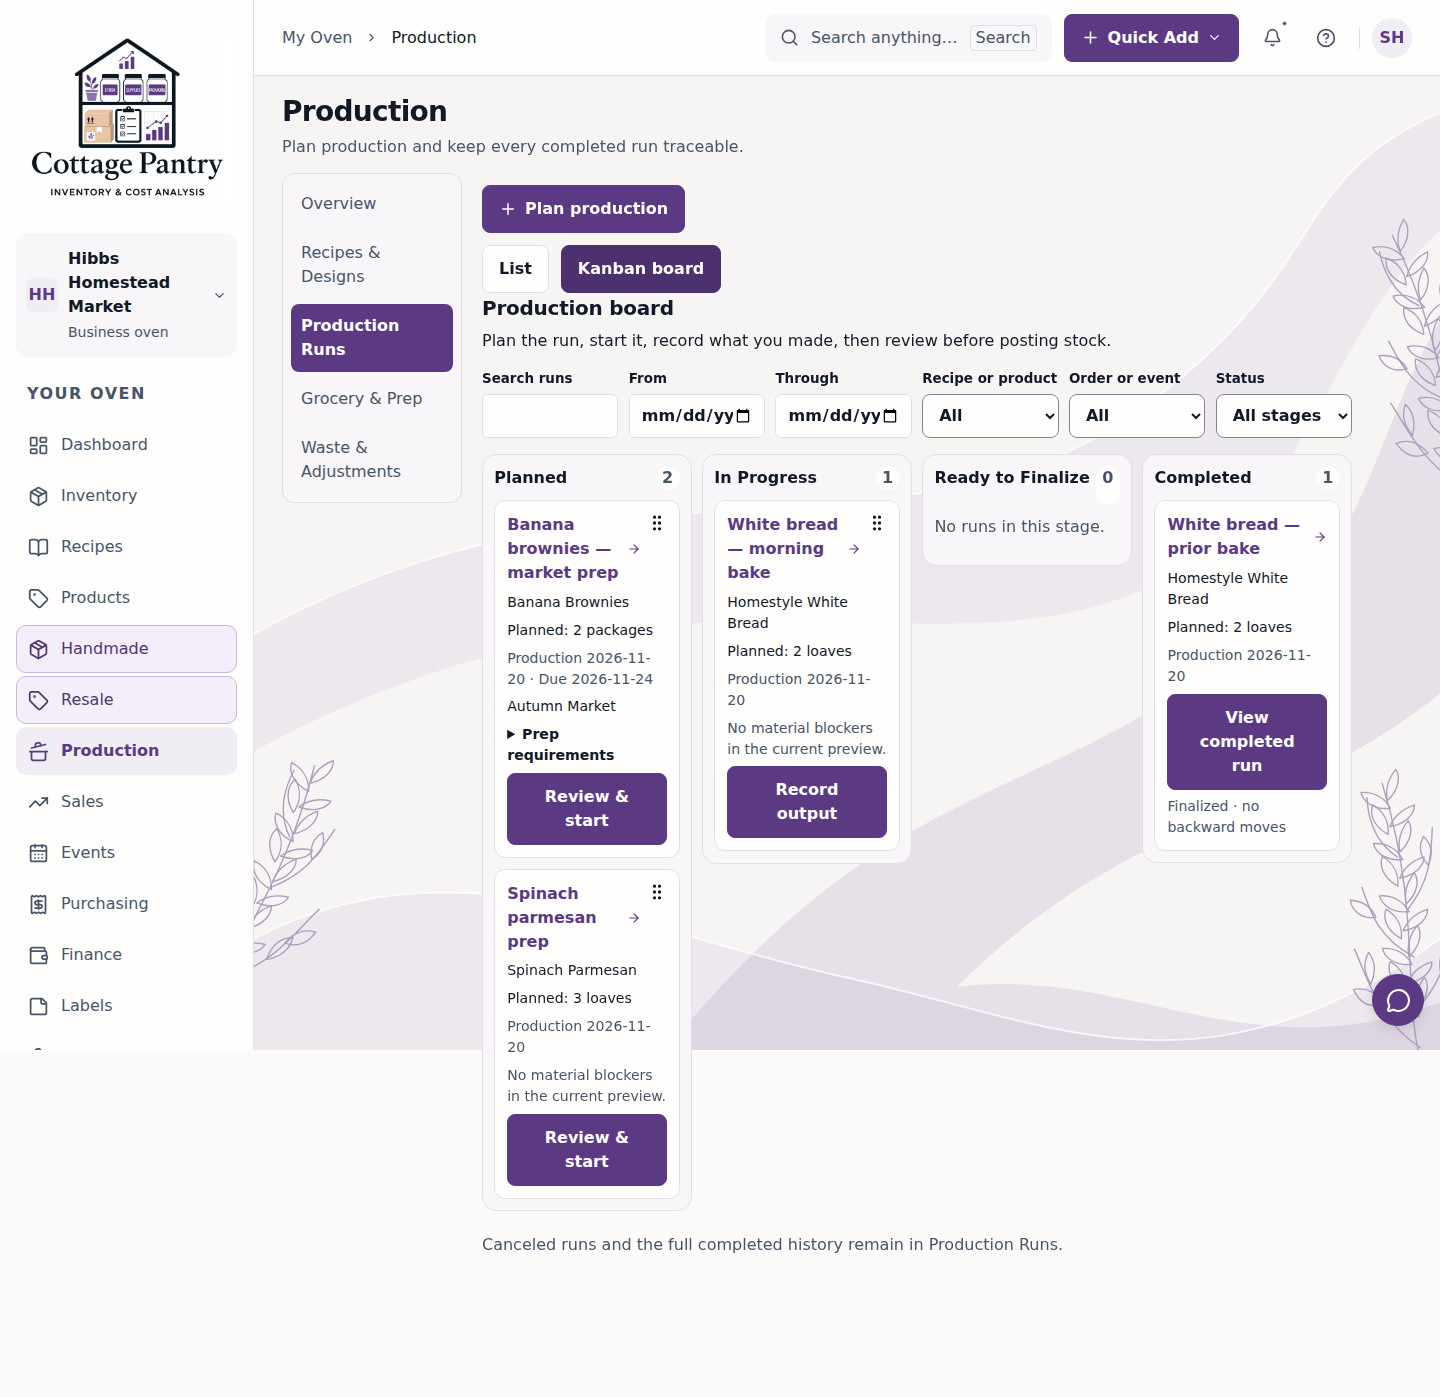 Cottage Pantry
INVENTORY & COST ANALYSIS
HH
Hibbs
Homestead
Market
Business oven
YOUR OVEN
Dashboard
Inventory
Recipes
Products
Handmade
Resale
Production
Sales
Events
Purchasing
Finance
Labels
My Oven
Production
Search anything...
Search
Quick Add
SH
Production
Plan production and keep every completed run traceable.
Overview
Recipes &
Designs
Production
Runs
Grocery & Prep
Waste &
Adjustments
Plan production
List
Kanban board
Production board
Plan the run, start it, record what you made, then review before posting stock.
Search runs
From
Through
Recipe or product
Order or event
Status
mm/dd/yy
mm/dd/yy
All
All
All stages
Planned
2
Banana
brownies —
market prep
Banana Brownies
Planned: 2 packages
Production 2026-11-
20 · Due 2026-11-24
Autumn Market
Prep
requirements
Review &
start
Spinach
parmesan
prep
Spinach Parmesan
Planned: 3 loaves
Production 2026-11-
20
No material blockers
in the current preview.
Review &
start
In Progress
1
White bread
— morning
bake
Homestyle White
Bread
Planned: 2 loaves
Production 2026-11-
20
No material blockers
in the current preview.
Record
output
Ready to Finalize
0
No runs in this stage.
Completed
1
White bread —
prior bake
Homestyle White
Bread
Planned: 2 loaves
Production 2026-11-
20
View
completed
run
Finalized · no
backward moves
Canceled runs and the full completed history remain in Production Runs.